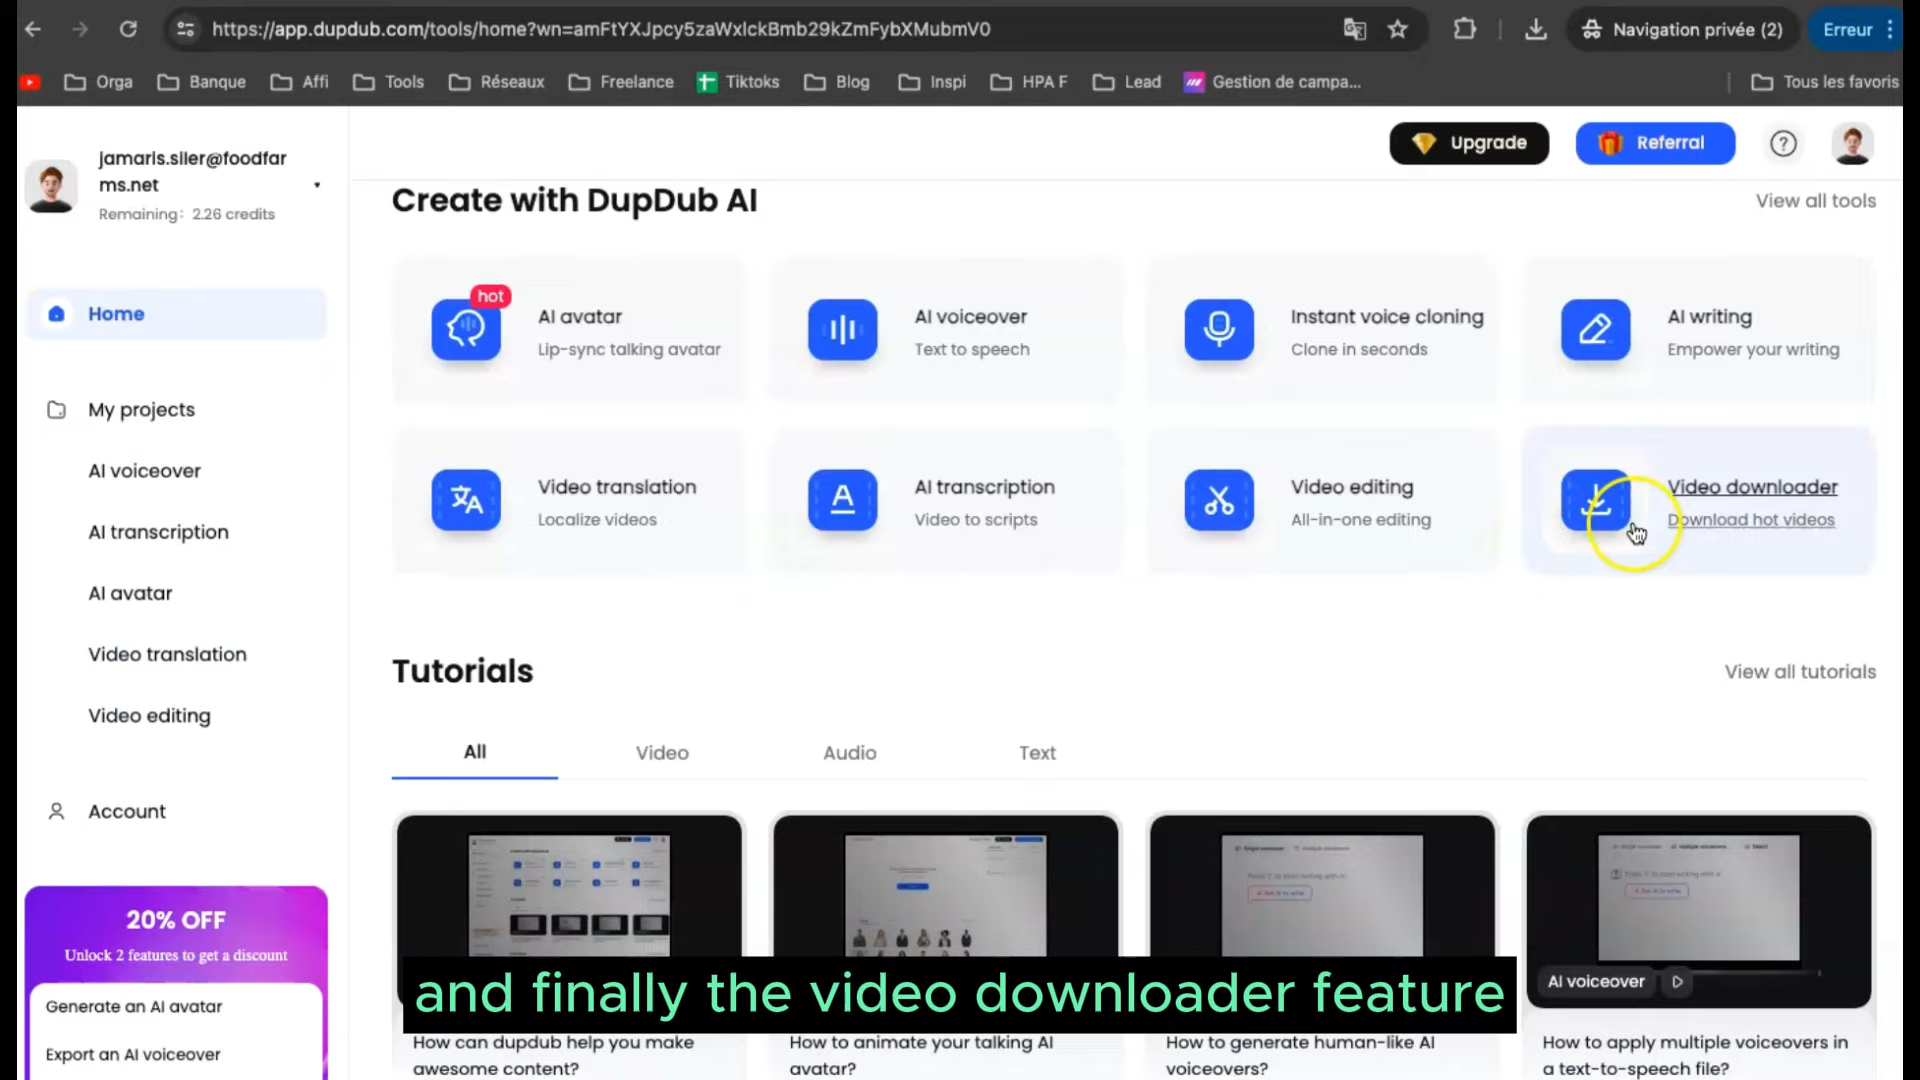 https://app.dupdub.com/tools/home?wn=amFtYXJpcy5zaWxlckBmb29kZmFybXMubmV0
Navigation privée (2)
Erreur
Orga
Banque
Affi
Tools
Réseaux
Freelance
Tiktoks
Blog
Inspi
HPA F
Lead
Gestion de campa...
Tous les favoris
jamaris.siler@foodfar
ms.net
Remaining: 2.26 credits
Upgrade
Referral
Create with DupDub AI
View all tools
Home
hot
AI avatar
Lip-sync talking avatar
AI voiceover
Text to speech
Instant voice cloning
Clone in seconds
AI writing
Empower your writing
My projects
AI voiceover
AI transcription
AI avatar
Video translation
Video editing
Account
Video translation
Localize videos
AI transcription
Video to scripts
Video editing
All-in-one editing
Video downloader
Download hot videos
Tutorials
View all tutorials
All
Video
Audio
Text
20% OFF
Unlock 2 features to get a discount
Generate an AI avatar
Export an AI voiceover
AI voiceover
and finally the video downloader feature
How can dupdub help you make
awesome content?
How to animate your talking AI
avatar?
How to generate human-like AI
voiceovers?
How to apply multiple voiceovers in
a text-to-speech file?